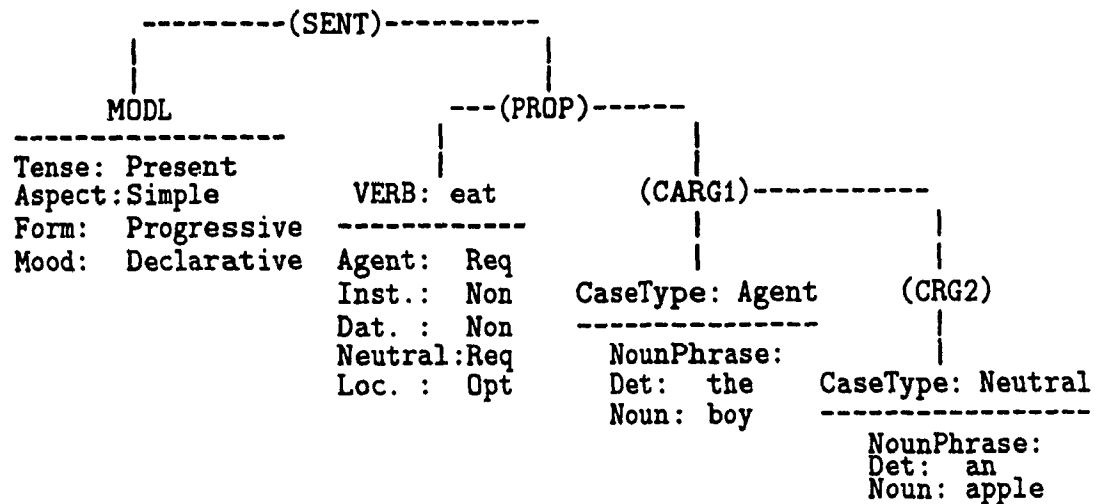 ---------(SENT)----------
MODL
---(PROP)------
-----------------
Tense: Present
Aspect:Simple
Form: Progressive
Mood: Declarative
VERB: eat
------------
Agent: Req
Inst.: Non
Dat. : Non
Neutral:Req
Loc. : Opt
(CARG1)-----------
CaseType: Agent
---------------
NounPhrase:
Det: the
Noun: boy
(CRG2)
CaseType: Neutral
-----------------
NounPhrase:
Det: an
Noun: apple